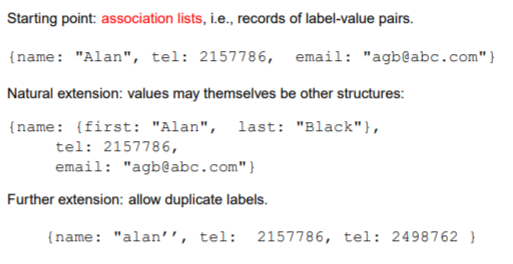 Starting point: association lists, i.e., records of label-value pairs.
{name: "Alan", tel: 2157786, email: "agb@abc.com"}
Natural extension: values may themselves be other structures:
{name: {first: "Alan", last: "Black"},
tel: 2157786,
email: "agb@abc.com"}
Further extension: allow duplicate labels.
{name: "alan’’, tel: 2157786, tel: 2498762 }